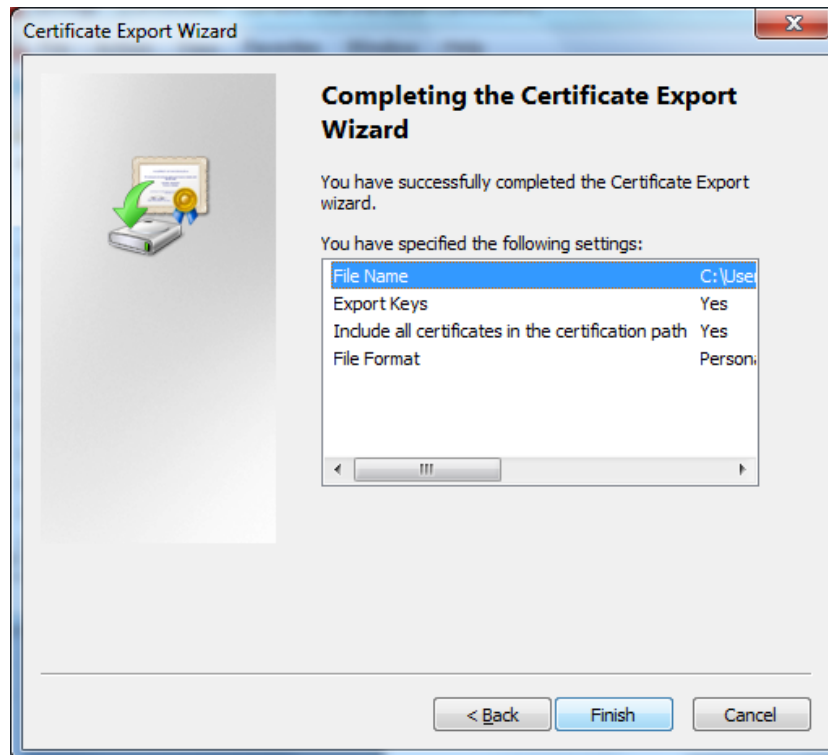 Certificate Export Wizard
Completing the Certificate Export
Wizard
You have successfully completed the Certificate Export
wizard.
You have specified the following settings:
File Name C:\User
Export Keys Yes
Include all certificates in the certification path Yes
File Format Persona
< Back Finish Cancel